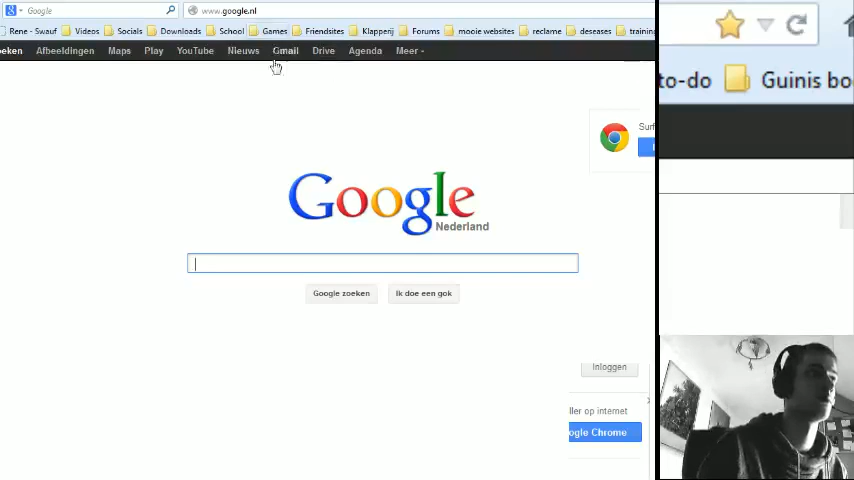 Google
www.google.nl
Rene - Swauf Videos Socials Downloads School Games Friendsites Klapperij Forums mooie websites reclame deseases training
to-do Guinis bo
oeken Afbeeldingen Maps Play YouTube Nieuws Gmail Drive Agenda Meer
Surf
Google
Nederland
Google zoeken Ik doe een gok
Inloggen
ller op internet
ogle Chrome